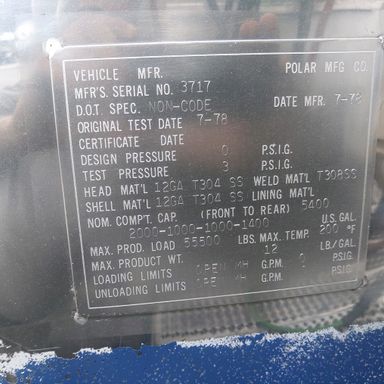 VEHICLE MFR. POLAR MFG CO.
MFR'S. SERIAL NO. 3717
D.O.T. SPEC. NON-CODE DATE MFR. 7-78
ORIGINAL TEST DATE 7-78
CERTIFICATE DATE
DESIGN PRESSURE 0 P.S.I.G.
TEST PRESSURE 3 P.S.I.G.
HEAD MAT'L 12GA T304 SS WELD MAT'L T308SS
SHELL MAT'L 12GA T304 SS LINING MAT'L
NOM. COMP'T. CAP. (FRONT TO REAR) 5400
2000-1000-1000-1400 U.S. GAL.
MAX. PROD. LOAD 55500 LBS. MAX. TEMP. 200 °F
MAX. PRODUCT WT. 12 LB/GAL.
LOADING LIMITS OPEN MH G.P.M. 0 P.S.I.G.
UNLOADING LIMITS OPE MH G.P.M. P.S.I.G.